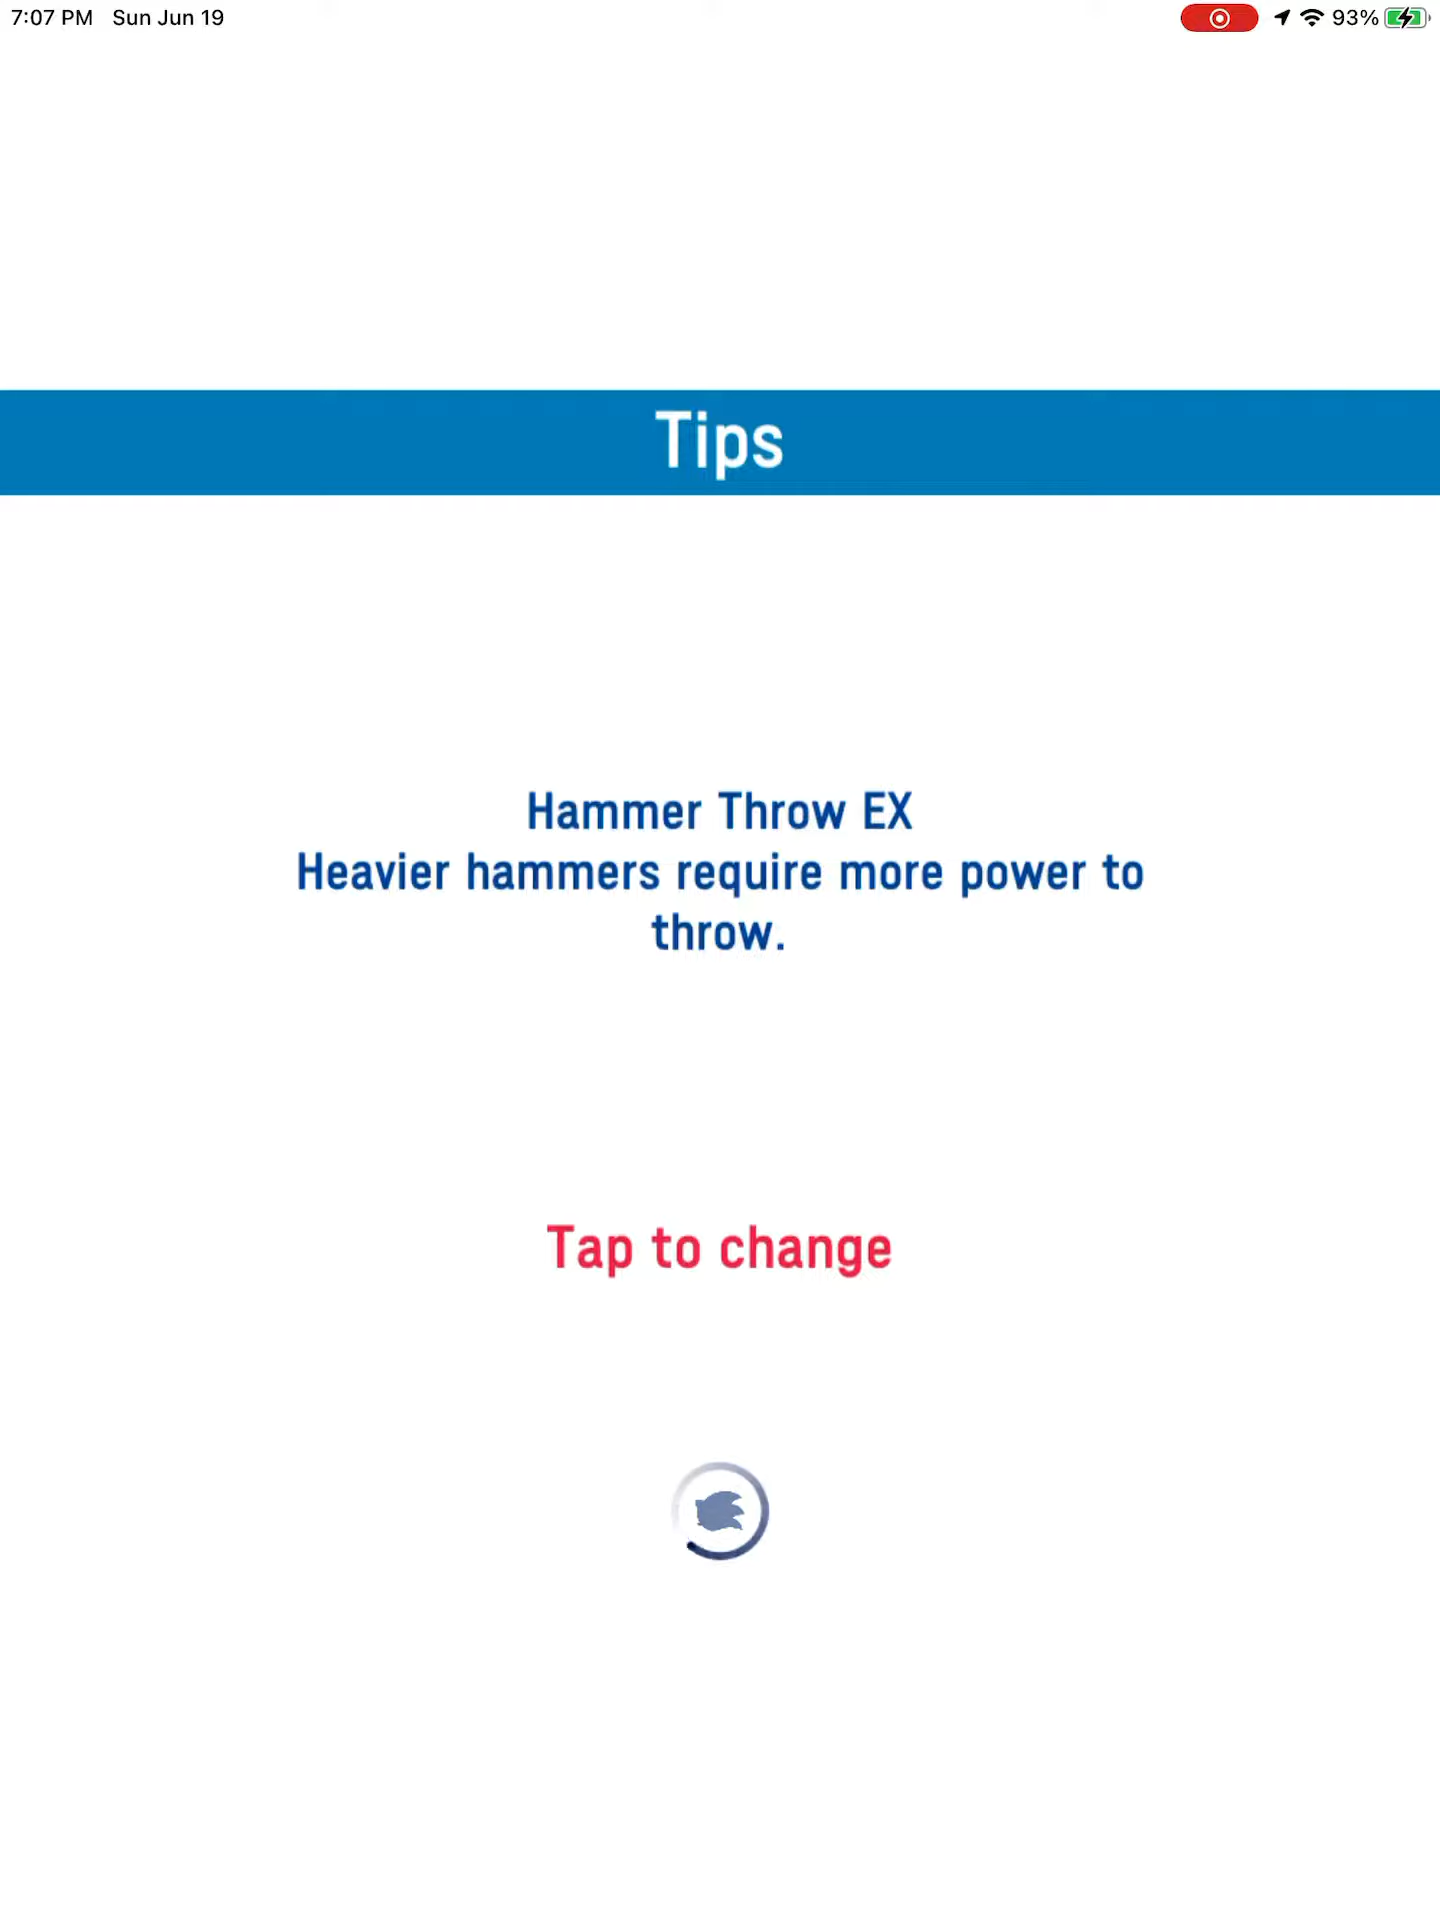 7:07 PM Sun Jun 19 93%
Tips
Hammer Throw EX
Heavier hammers require more power to
throw.
Tap to change